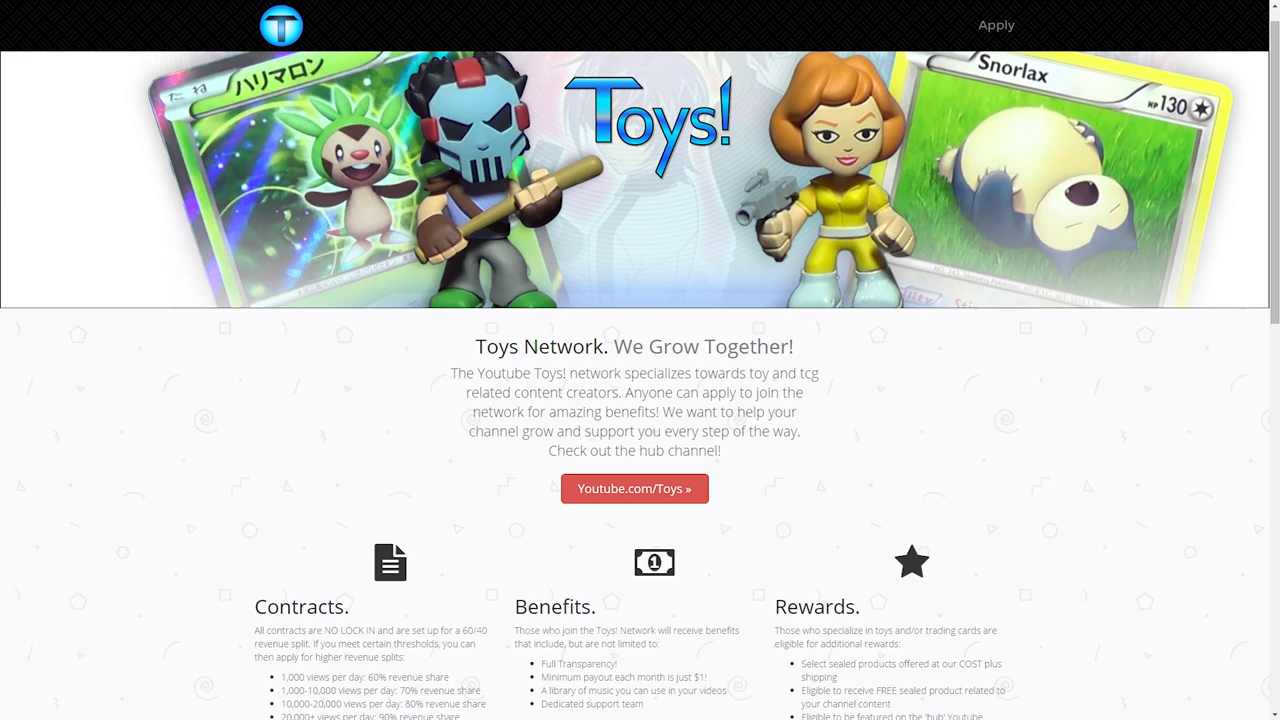 T
Apply
ハリマロン
たね
Toys!
Snorlax
HP 130
Toys Network. We Grow Together!
The Youtube Toys! network specializes towards toy and tcg
related content creators. Anyone can apply to join the
network for amazing benefits! We want to help your
channel grow and support you every step of the way.
Check out the hub channel!
Youtube.com/Toys »
1
Contracts.
All contracts are NO LOCK IN and are set up for a 60/40
revenue split. If you meet certain thresholds, you can
then apply for higher revenue splits:
1,000 views per day: 60% revenue share
1,000-10,000 views per day: 70% revenue share
10,000-20,000 views per day: 80% revenue share
20,000+ views per day: 90% revenue share
Benefits.
Those who join the Toys! Network will receive benefits
that include, but are not limited to:
Full Transparency!
Minimum payout each month is just $1!
A library of music you can use in your videos
Dedicated support team
Rewards.
Those who specialize in toys and/or trading cards are
eligible for additional rewards:
Select sealed products offered at our COST plus
shipping
Eligible to receive FREE sealed product related to
your channel content
Eligible to be featured on the 'hub' Youtube